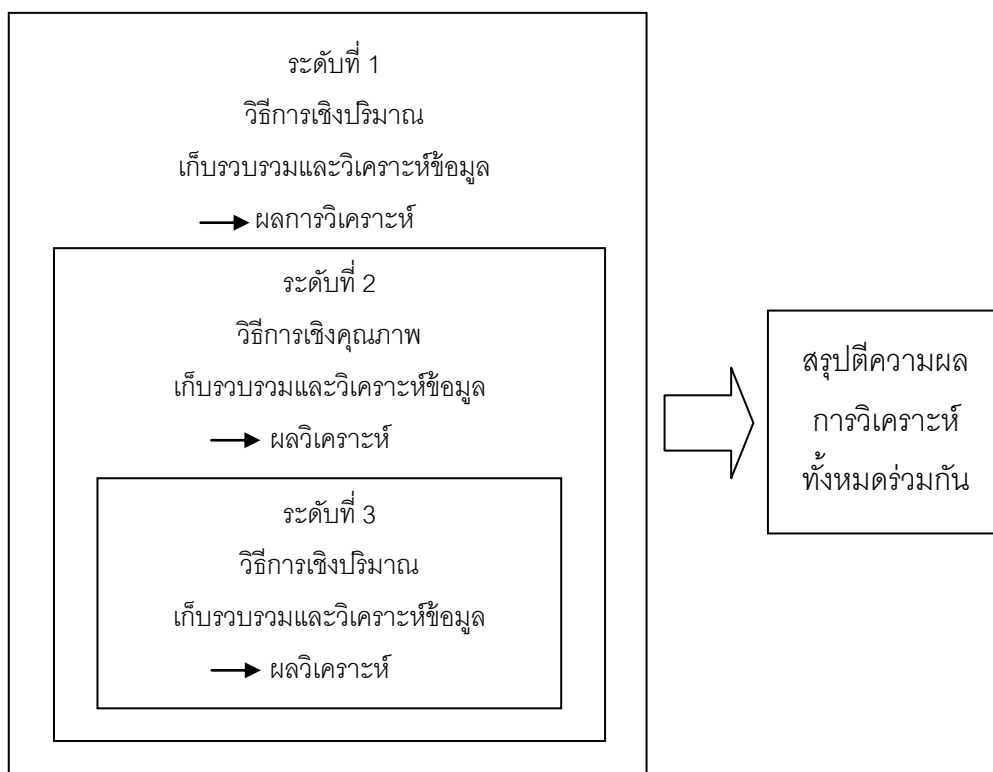 ระดับที่ 1
วิธีการเชิงปริมาณ
เก็บรวบรวมและวิเคราะห์ข้อมูล
ผลการวิเคราะห์
ระดับที่ 2
วิธีการเชิงคุณภาพ
เก็บรวบรวมและวิเคราะห์ข้อมูล
ผลวิเคราะห์
ระดับที่ 3
วิธีการเชิงปริมาณ
เก็บรวบรวมและวิเคราะห์ข้อมูล
ผลวิเคราะห์
สรุปตีความผล
การวิเคราะห์
ทั้งหมดร่วมกัน